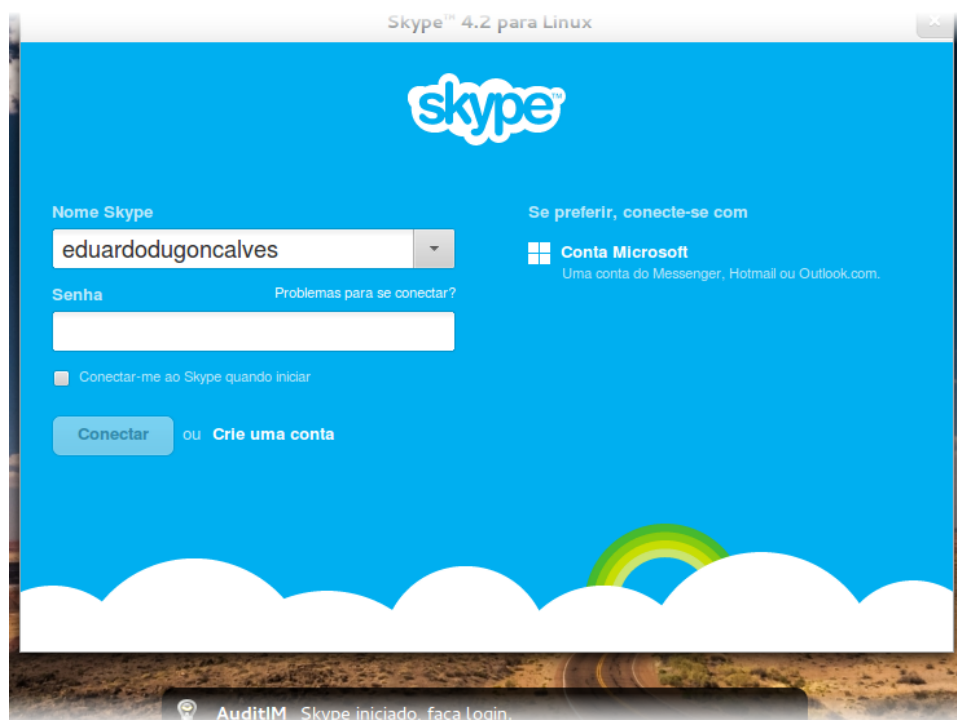 Skype™ 4.2 para Linux
skype™
Nome Skype
eduardodugoncalves
Senha
Problemas para se conectar?
Conectar-me ao Skype quando iniciar
Conectar ou Crie uma conta
Se preferir, conecte-se com
Conta Microsoft
Uma conta do Messenger, Hotmail ou Outlook.com.
AuditIM Skype iniciado, faca login.